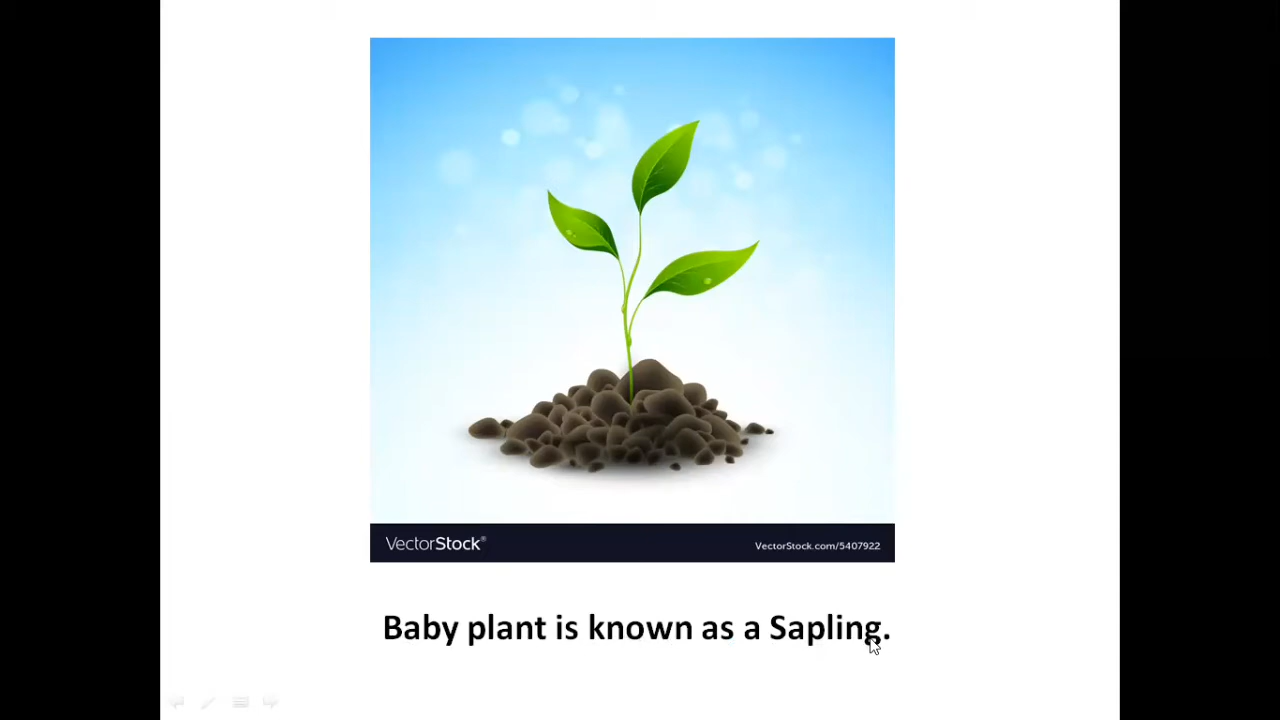 VectorStock®
VectorStock.com/5407922
Baby plant is known as a Sapling.